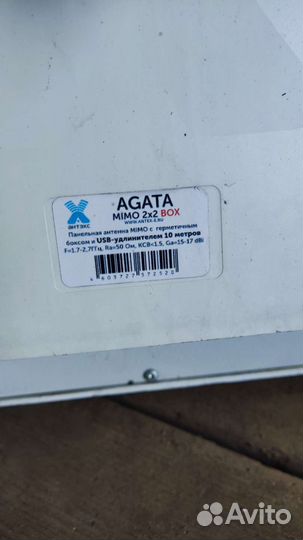 АНТЭКС
AGATA
MIMO 2x2 BOX
WWW.ANTEX-E.RU
Панельная антенна MIMO с герметичным
боксом и USB-удлинителем 10 метров
F=1.7-2.7ГГц, Ra=50 Ом, КСВ<1.5, Ga=15-17 dBi
4603727572520
Avito